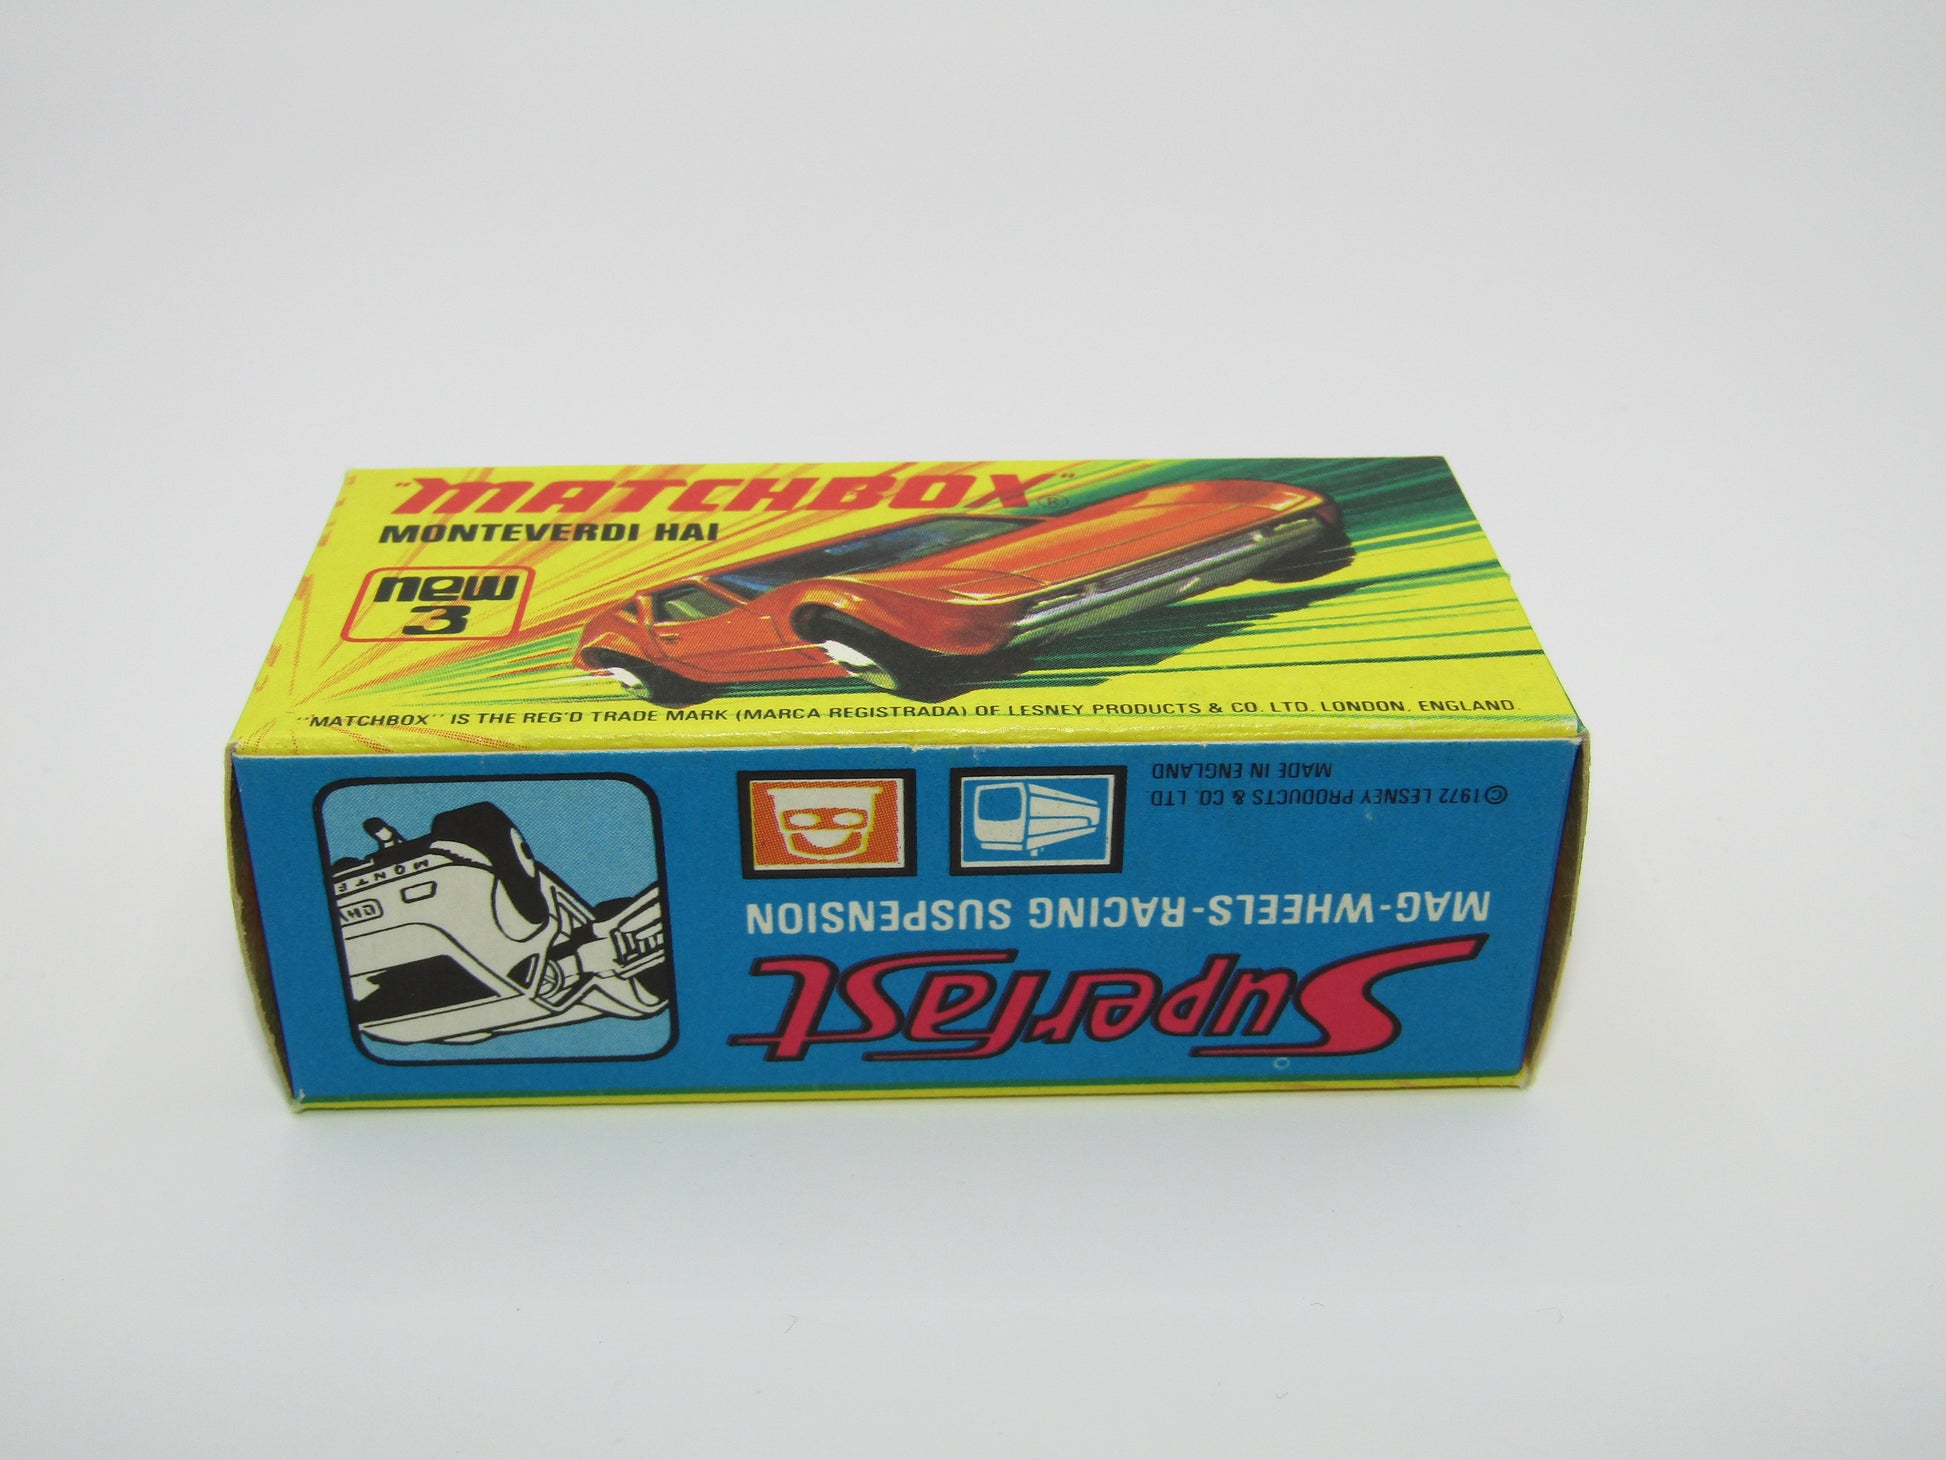 "MATCHBOX"®
MONTEVERDI HAI
new
3
"MATCHBOX" IS THE REG'D TRADE MARK (MARCA REGISTRADA) OF LESNEY PRODUCTS & CO. LTD. LONDON, ENGLAND.
Superfast
MAG-WHEELS-RACING SUSPENSION
©1972 LESNEY PRODUCTS & CO. LTD.
MADE IN ENGLAND
MONTE